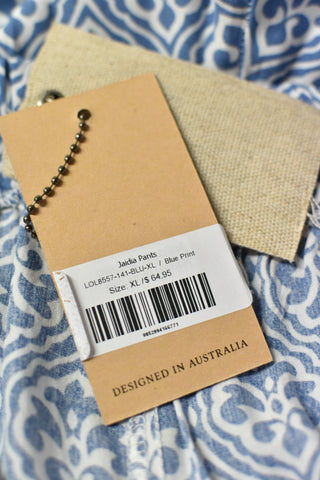 Jaidia Pants
LOL8557-141-BLU-XL / Blue Print
Size: XL / $ 64.95
DESIGNED IN AUSTRALIA